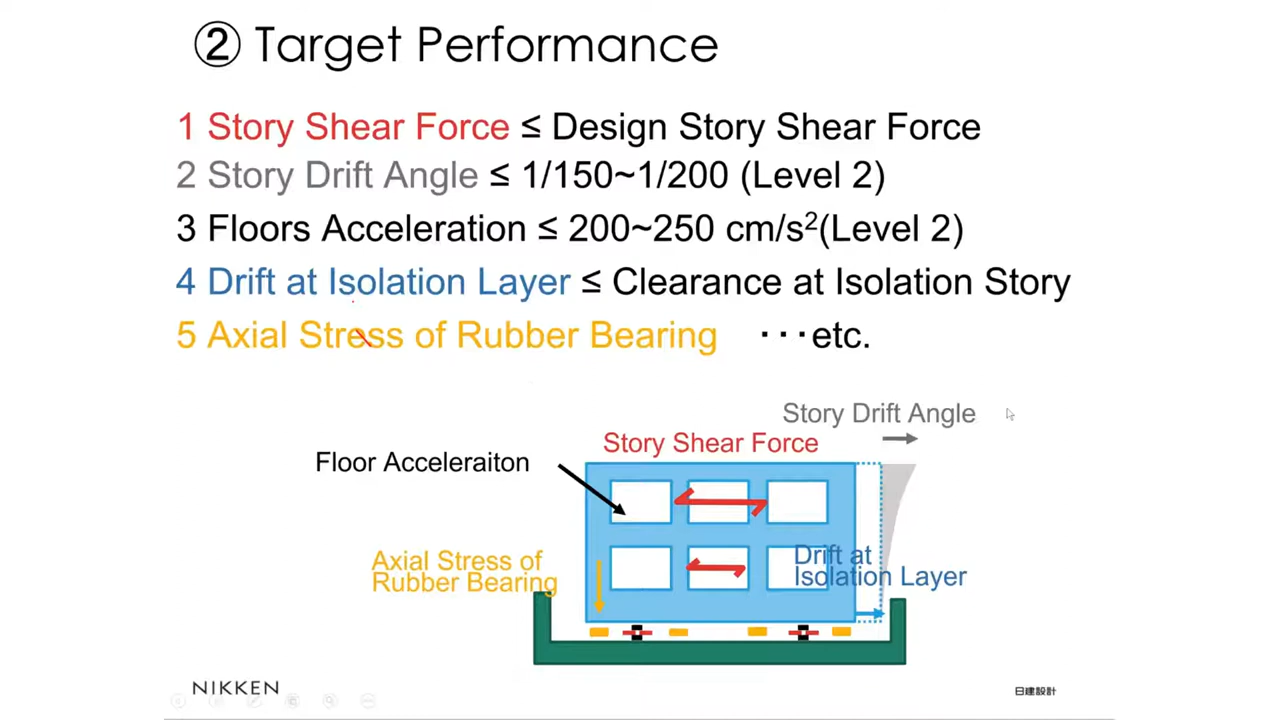 ② Target Performance
1 Story Shear Force ≤ Design Story Shear Force
2 Story Drift Angle ≤ 1/150~1/200 (Level 2)
3 Floors Acceleration ≤ 200~250 cm/s²(Level 2)
4 Drift at Isolation Layer ≤ Clearance at Isolation Story
5 Axial Stress of Rubber Bearing ・・・etc.
Story Drift Angle
Story Shear Force
Floor Acceleraiton
Drift at
Isolation Layer
Axial Stress of
Rubber Bearing
NIKKEN
日建設計